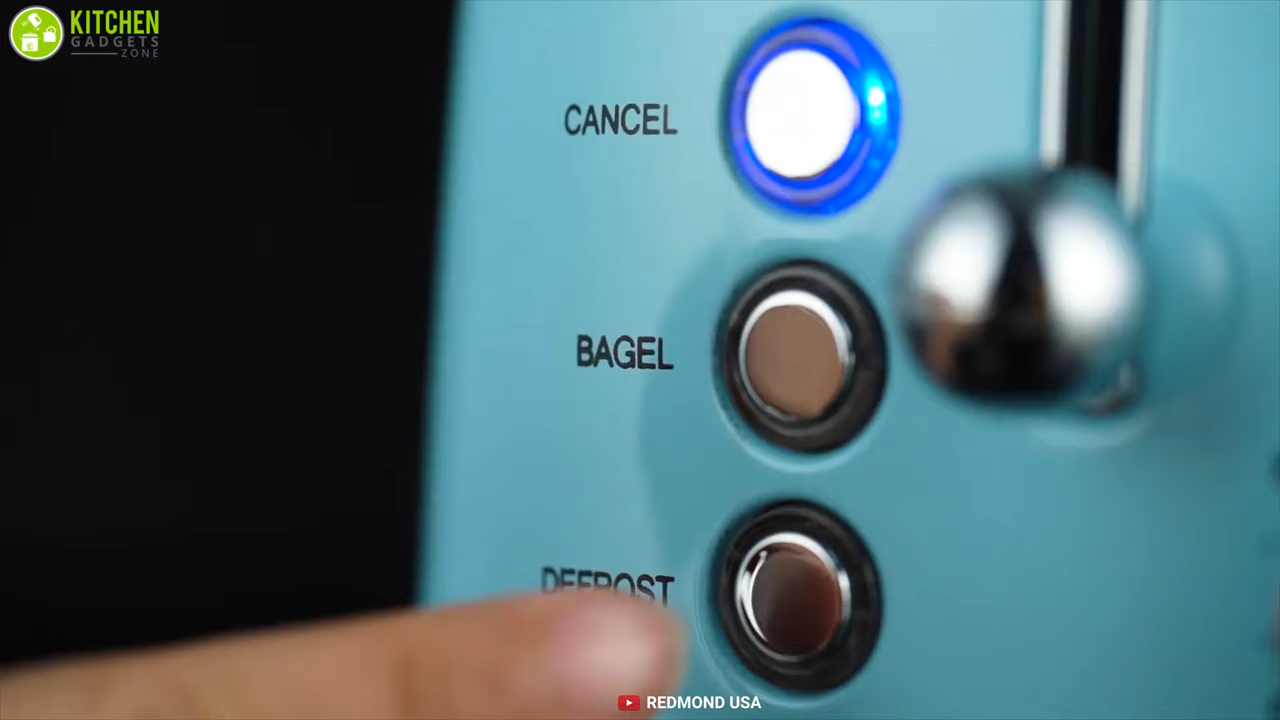 KITCHEN
GADGETS
ZONE
CANCEL
BAGEL
DEFROST
REDMOND USA